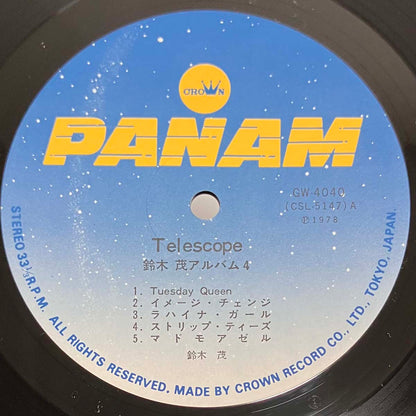 CROWN
PANAM
GW-4040
(CSL-5147)A
Ⓟ1978
STEREO 33⅓R.P.M.
Telescope
鈴木 茂アルバム4
1. Tuesday Queen
2. イメージ・チェンジ
3. ラハイナ・ガール
4. ストリップ・ティーズ
5. マドモアゼル
鈴木 茂
ALL RIGHTS RESERVED. MADE BY CROWN RECORD CO., LTD., TOKYO, JAPAN.